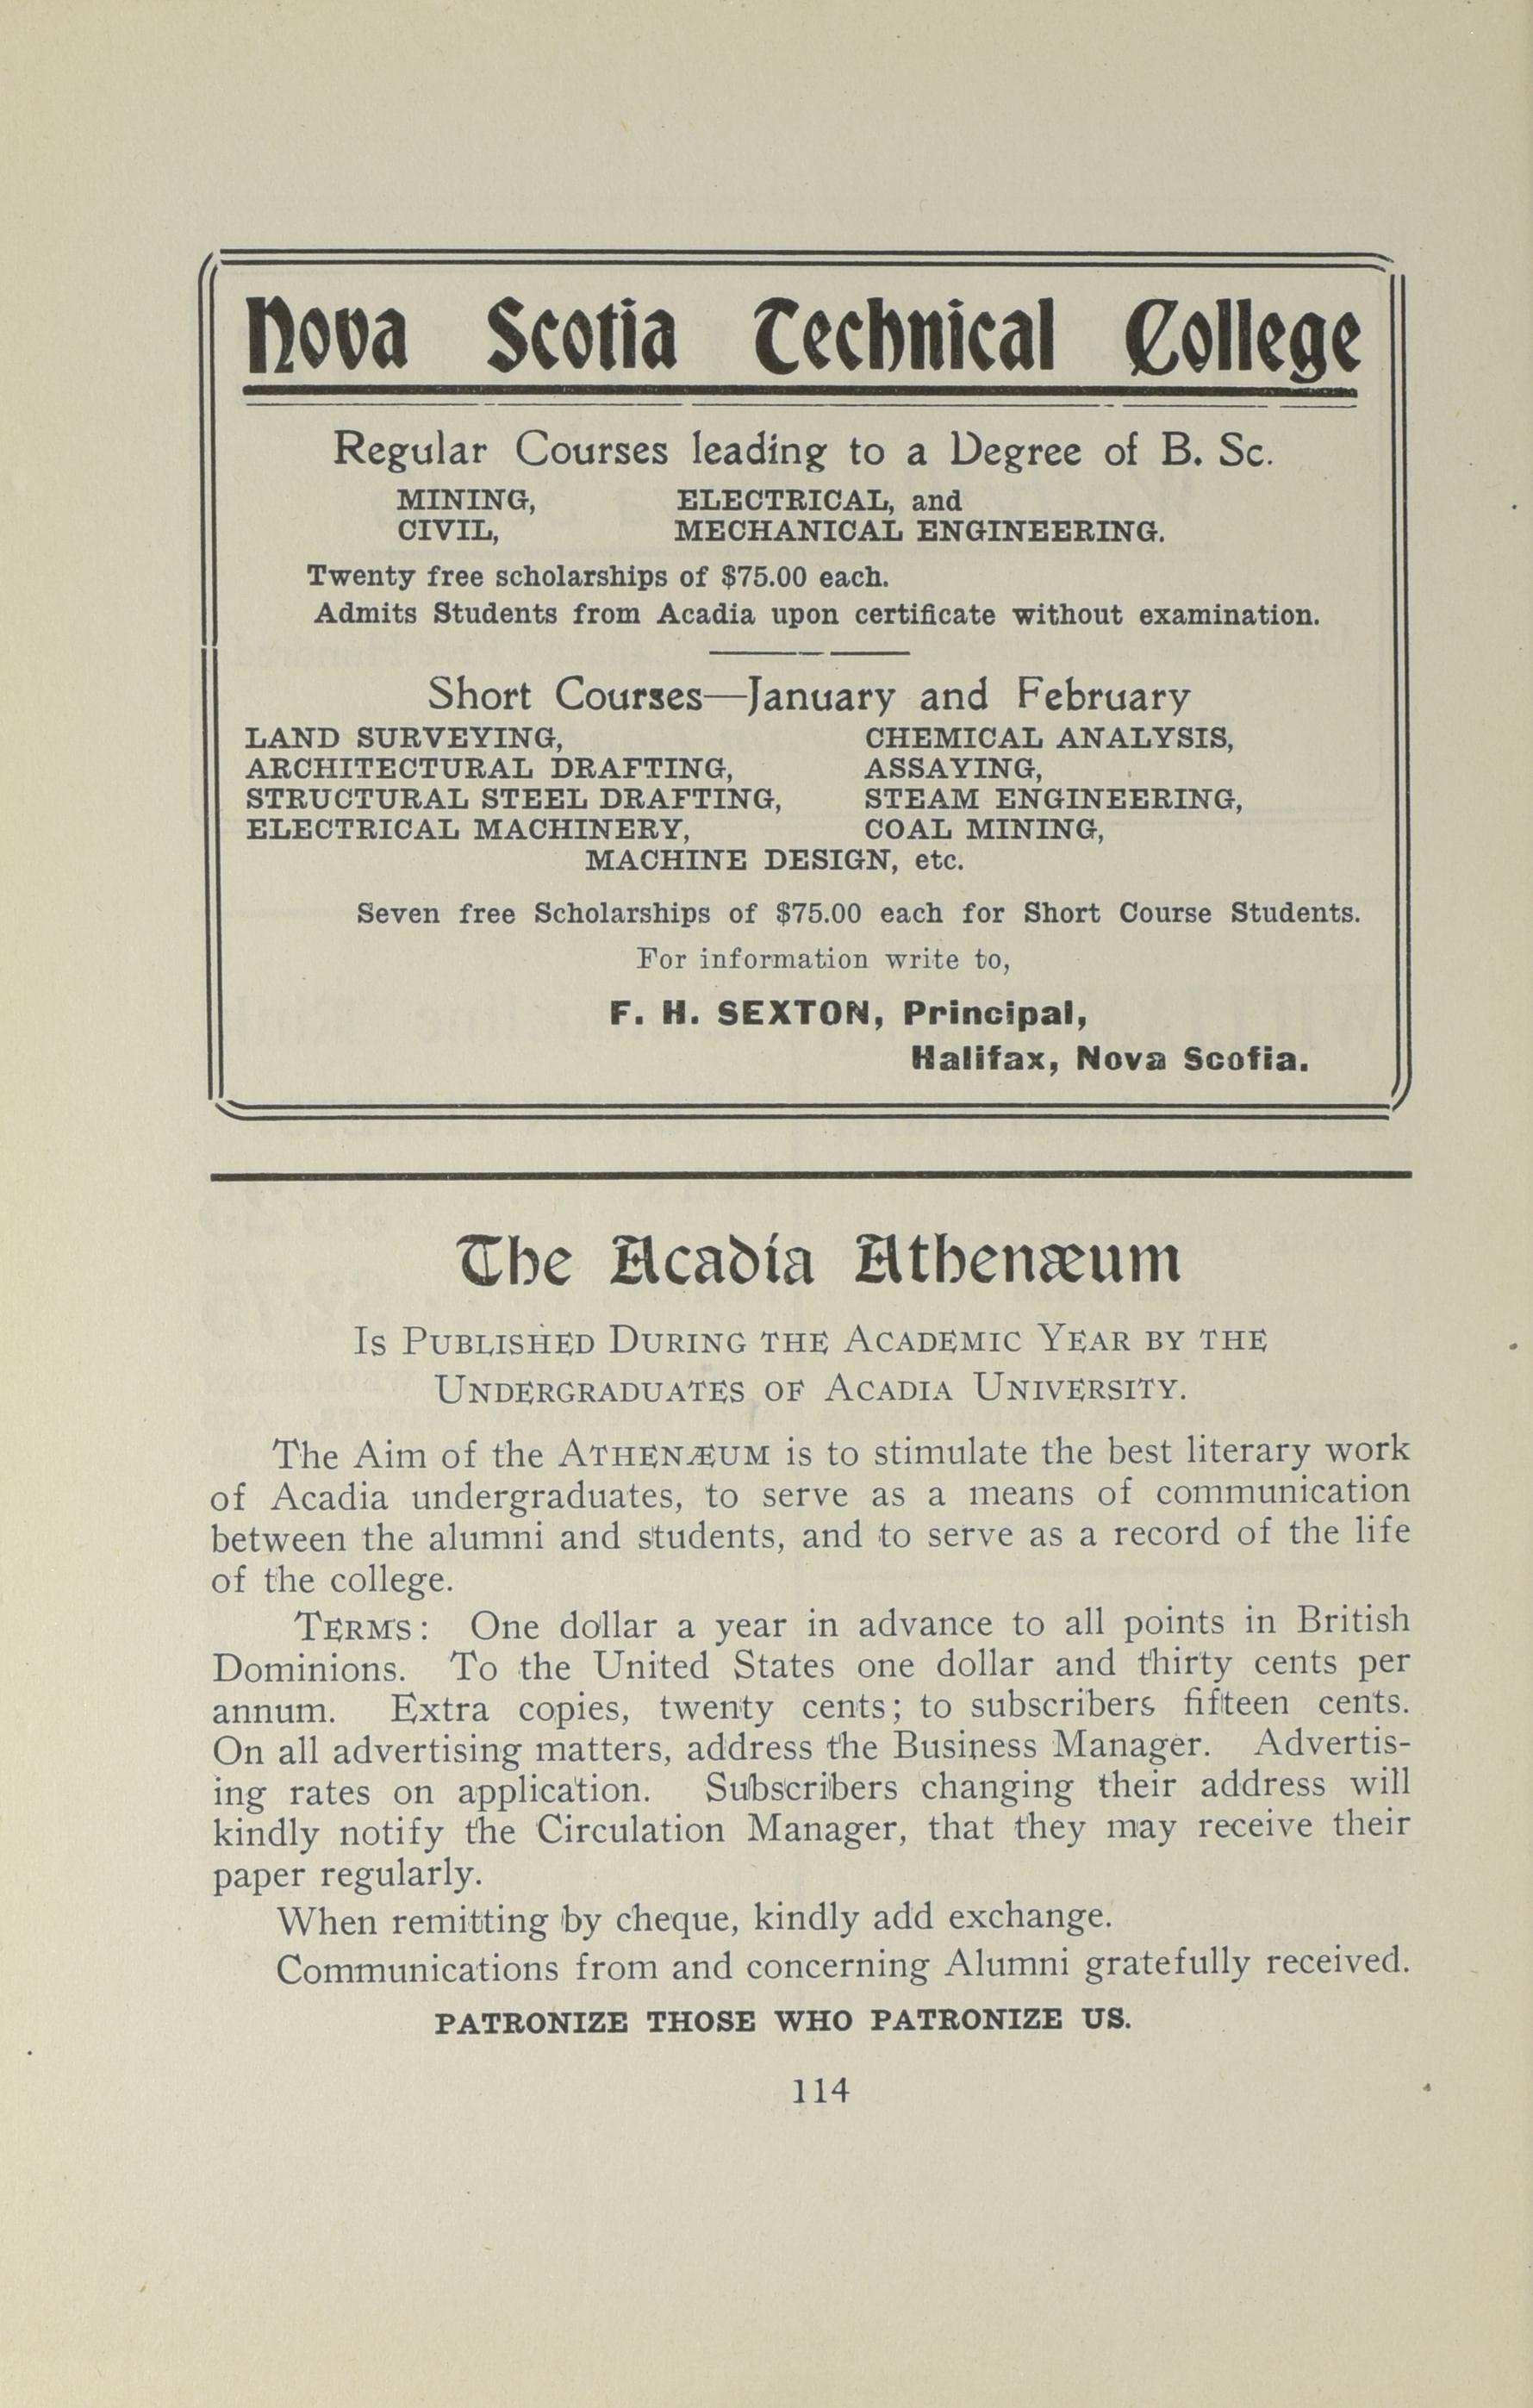 Nova Scotia Technical College
Regular Courses leading to a Degree of B. Sc.
MINING, ELECTRICAL, and
CIVIL, MECHANICAL ENGINEERING.
Twenty free scholarships of $75.00 each.
Admits Students from Acadia upon certificate without examination.
Short Courses—January and February
LAND SURVEYING, CHEMICAL ANALYSIS,
ARCHITECTURAL DRAFTING, ASSAYING,
STRUCTURAL STEEL DRAFTING, STEAM ENGINEERING,
ELECTRICAL MACHINERY, COAL MINING,
MACHINE DESIGN, etc.
Seven free Scholarships of $75.00 each for Short Course Students.
For information write to,
F. H. SEXTON, Principal,
Halifax, Nova Scotia.
The Acadia Athenæum
IS PUBLISHED DURING THE ACADEMIC YEAR BY THE
UNDERGRADUATES OF ACADIA UNIVERSITY.
The Aim of the ATHENÆUM is to stimulate the best literary work
of Acadia undergraduates, to serve as a means of communication
between the alumni and students, and to serve as a record of the life
of the college.
TERMS: One dollar a year in advance to all points in British
Dominions. To the United States one dollar and thirty cents per
annum. Extra copies, twenty cents; to subscribers fifteen cents.
On all advertising matters, address the Business Manager. Advertis-
ing rates on application. Subscribers changing their address will
kindly notify the Circulation Manager, that they may receive their
paper regularly.
When remitting by cheque, kindly add exchange.
Communications from and concerning Alumni gratefully received.
PATRONIZE THOSE WHO PATRONIZE US.
114